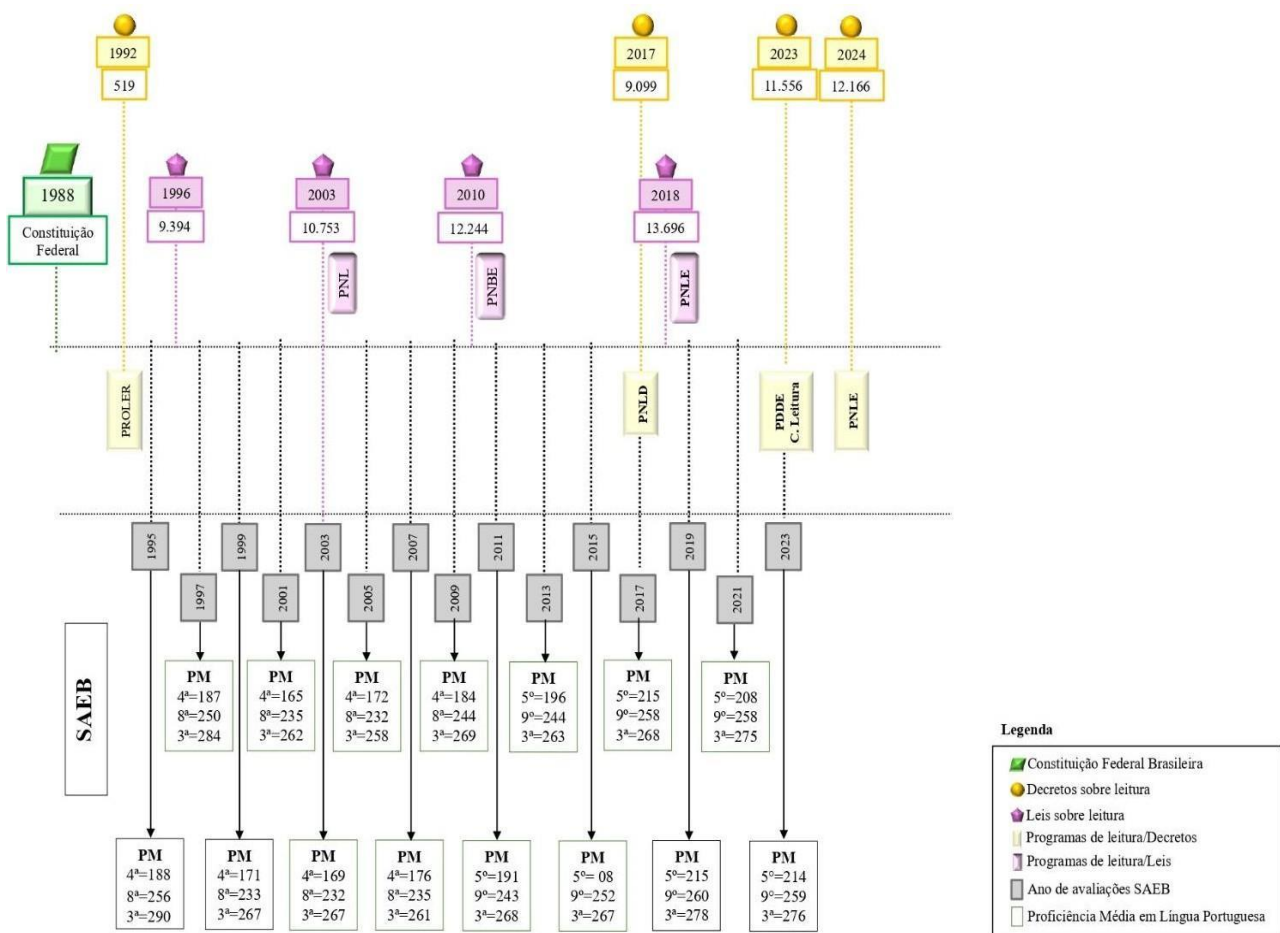 1992
519
2017
9.099
2023
11.556
2024
12.166
1988
Constituição
Federal
1996
9.394
2003
10.753
2010
12.244
2018
13.696
PNL
PNBE
PNLE
PROLER
PNLD
PDDE
C. Leitura
PNLE
1995
1999
2003
2007
2011
2015
2019
2023
1997
2001
2005
2009
2013
2017
2021
SAEB
PM
4ª=187
8ª=250
3ª=284
PM
4ª=165
8ª=235
3ª=262
PM
4ª=172
8ª=232
3ª=258
PM
4ª=184
8ª=244
3ª=269
PM
5º=196
9º=244
3ª=263
PM
5º=215
9º=258
3ª=268
PM
5º=208
9º=258
3ª=275
PM
4ª=188
8ª=256
3ª=290
PM
4ª=171
8ª=233
3ª=267
PM
4ª=169
8ª=232
3ª=267
PM
4ª=176
8ª=235
3ª=261
PM
5º=191
9º=243
3ª=268
PM
5º= 08
9º=252
3ª=267
PM
5º=215
9º=260
3ª=278
PM
5º=214
9°=259
3ª=276
Legenda
Constituição Federal Brasileira
Decretos sobre leitura
Leis sobre leitura
Programas de leitura/Decretos
Programas de leitura/Leis
Ano de avaliações SAEB
Proficiência Média em Língua Portuguesa